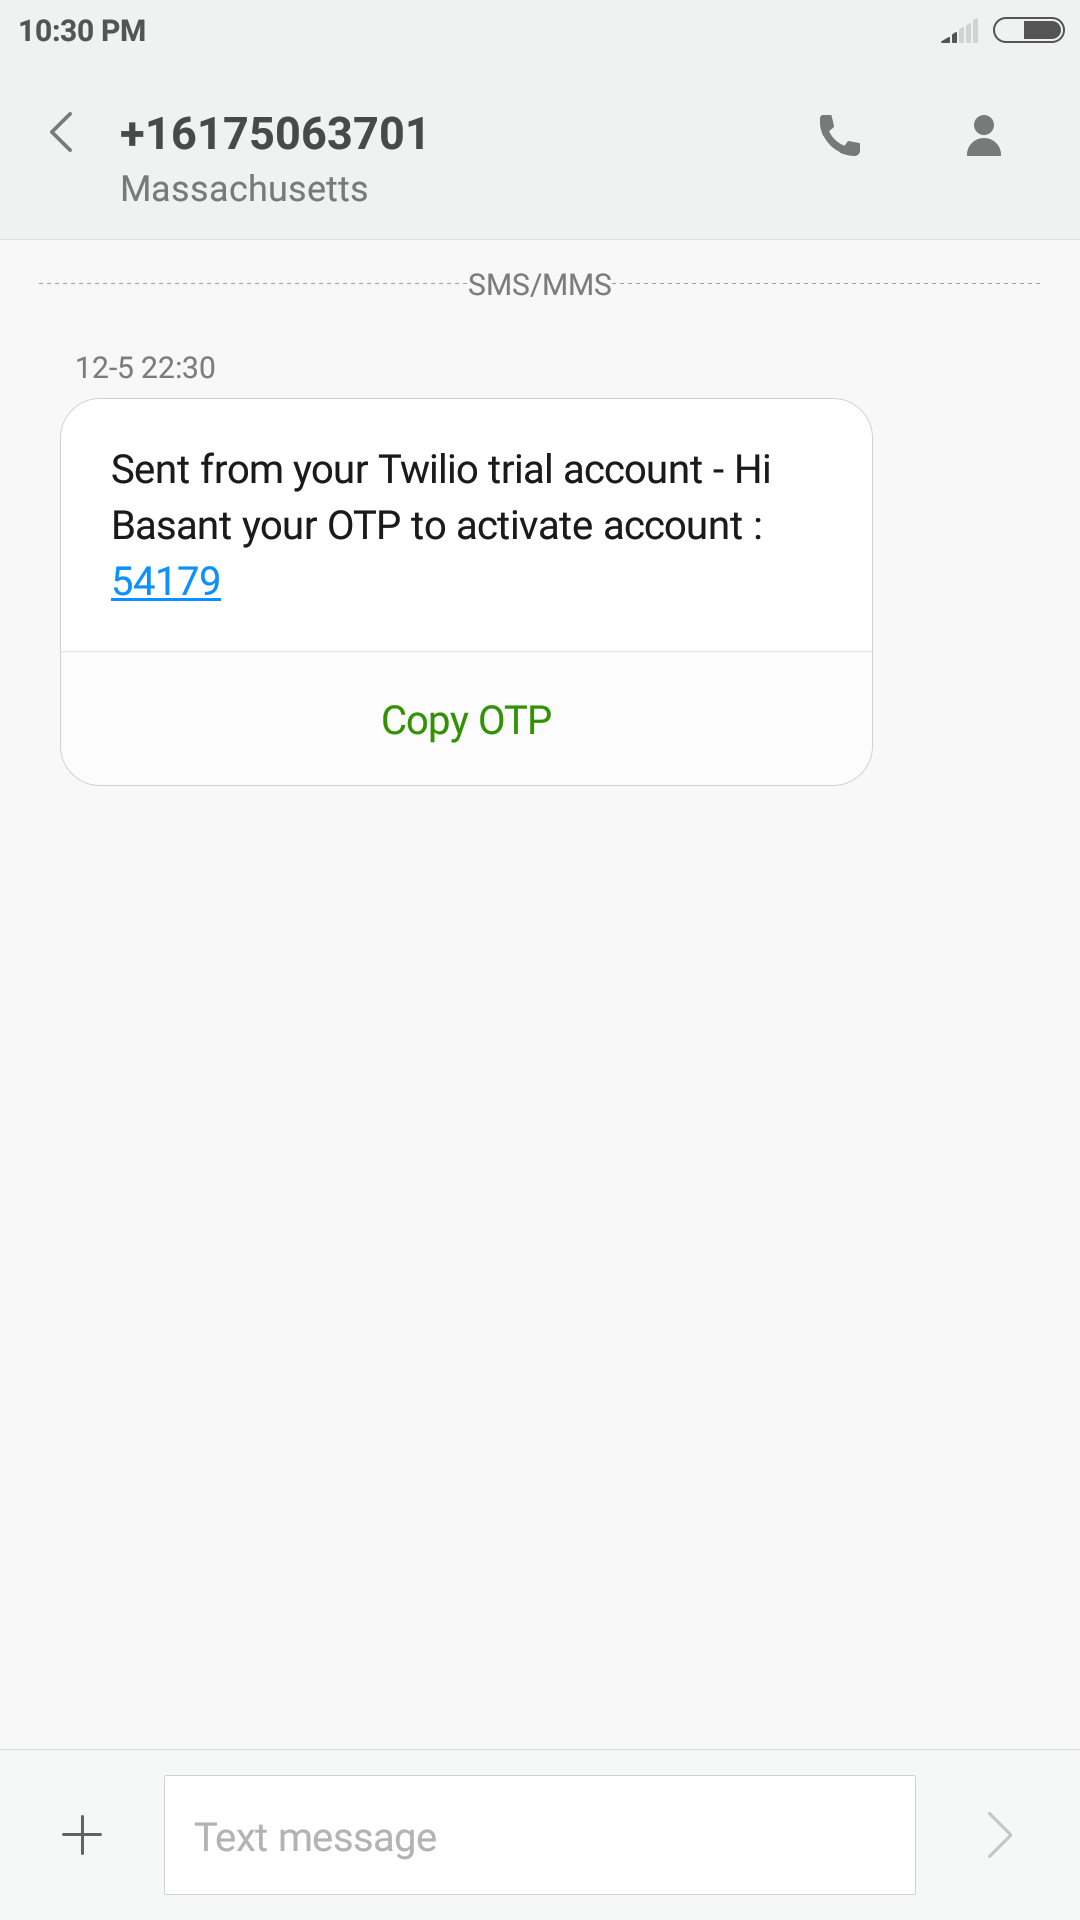 10:30 PM
+16175063701
Massachusetts
SMS/MMS
12-5 22:30
Sent from your Twilio trial account - Hi
Basant your OTP to activate account :
54179
Copy OTP
Text message